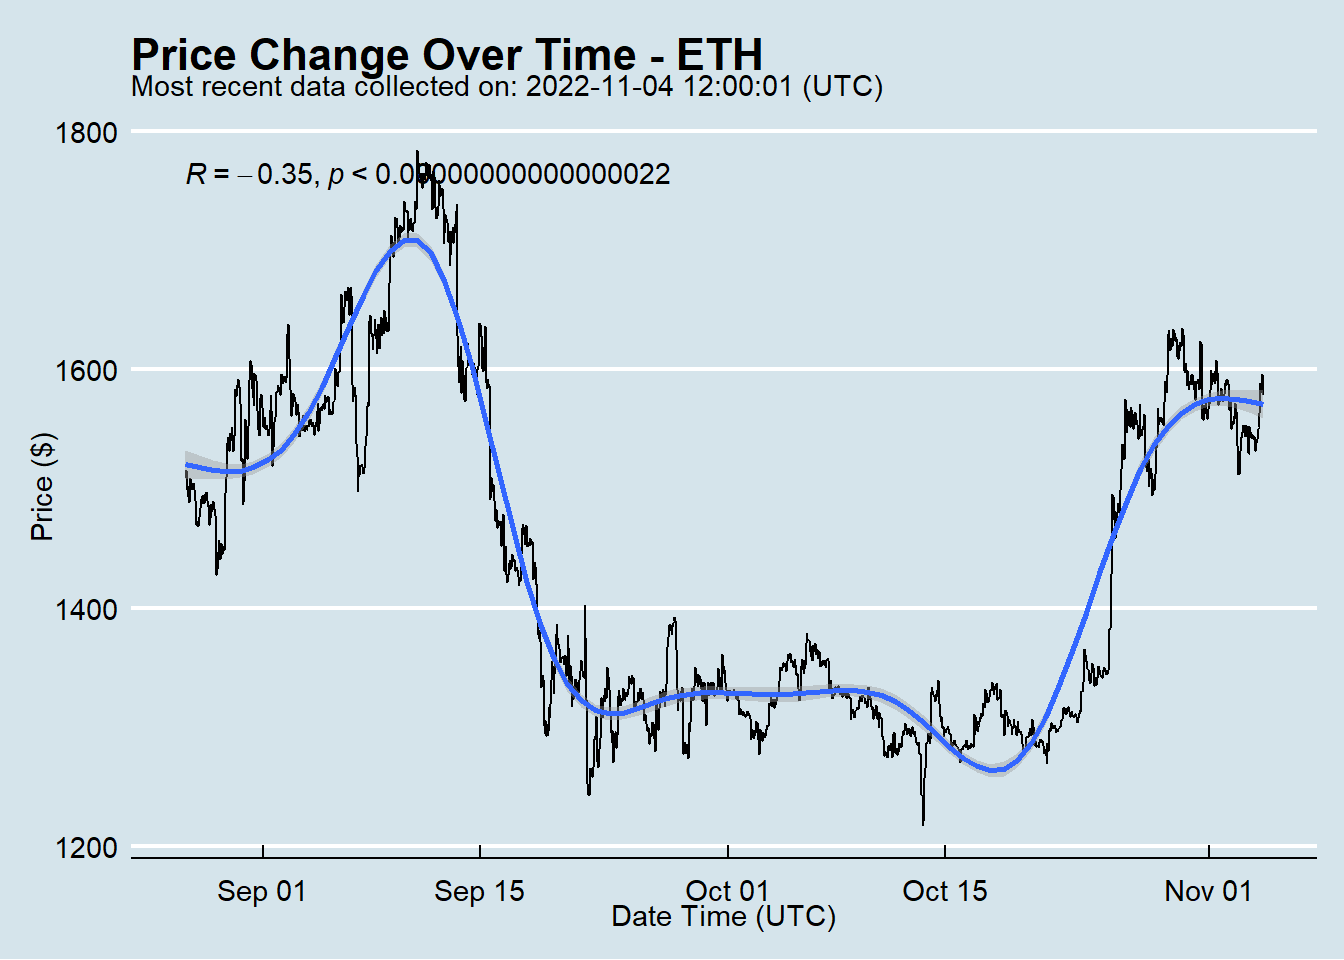 Price Change Over Time - ETH
Most recent data collected on: 2022-11-04 12:00:01 (UTC)
R = −0.35, p < 0.00000000000000022
1800
1600
1400
1200
Price ($)
Sep 01 Sep 15 Oct 01 Oct 15 Nov 01
Date Time (UTC)